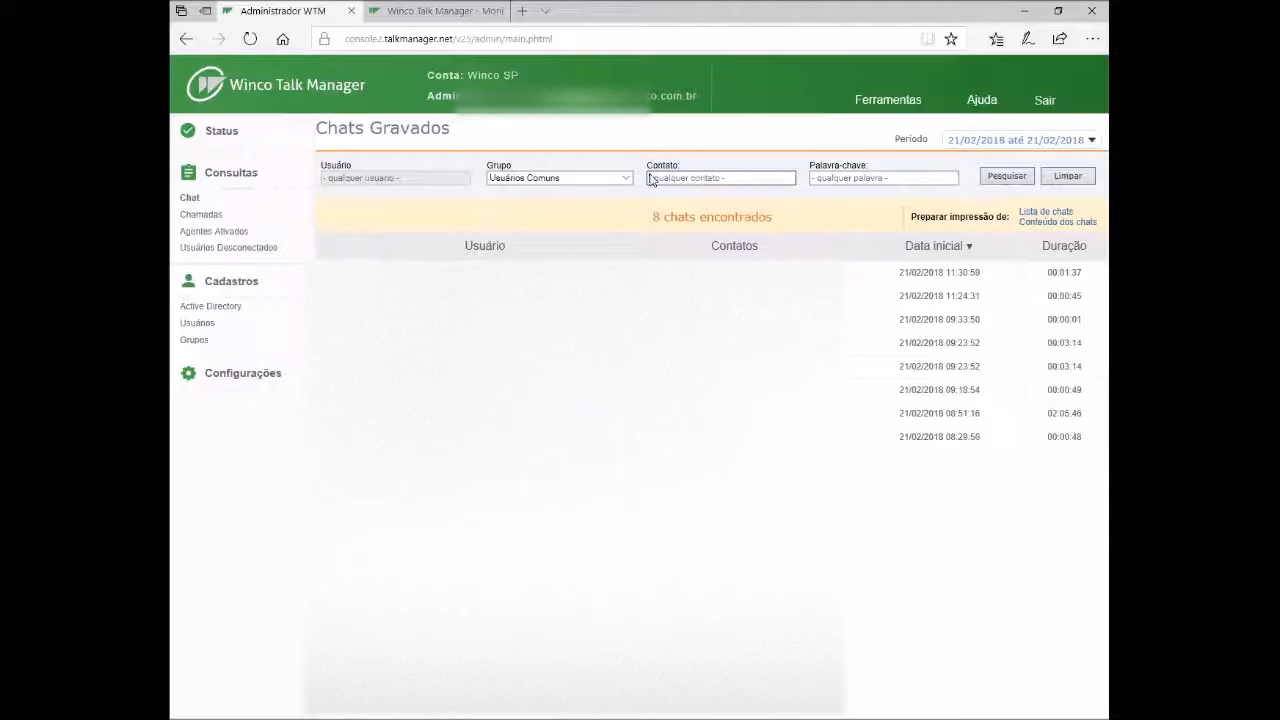 Administrador WTM
Winco Talk Manager - Moni
console2.talkmanager.net/v25/admin/main.phtml
Winco Talk Manager
Conta: Winco SP
Admi
o.com.br
Ferramentas
Ajuda
Sair
Status
Consultas
Chat
Chamadas
Agentes Ativados
Usuários Desconectados
Cadastros
Active Directory
Usuários
Grupos
Configurações
Chats Gravados
Período
21/02/2018 até 21/02/2018
Usuário
Grupo
Contato:
Palavra-chave:
- qualquer usuano -
Usuários Comuns
qualquer contato -
- qualquer palavra -
Pesquisar
Limpar
8 chats encontrados
Preparar impressão de:
Lista de chats
Conteúdo dos chats
Usuário
Contatos
Data inicial ▾
Duração
21/02/2018 11:30:59 00:01:37
21/02/2018 11:24:31 00:00:45
21/02/2018 09:33:50 00:00:01
21/02/2018 09:23:52 00:03:14
21/02/2018 09:23:52 00:03:14
21/02/2018 09:18:54 00:00:49
21/02/2018 08:51:16 02:05:46
21/02/2018 08:29:56 00:00:48